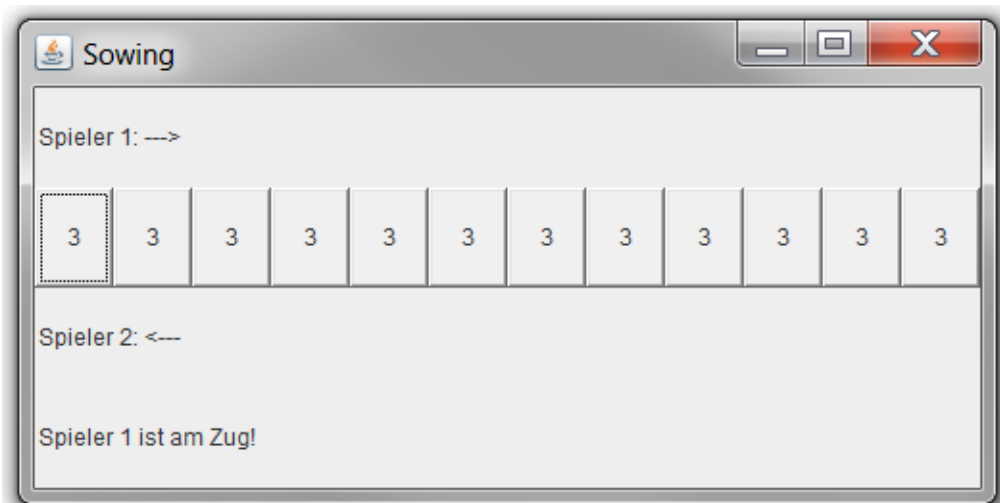 Sowing
Spieler 1: --->
3 3 3 3 3 3 3 3 3 3 3 3
Spieler 2: <---
Spieler 1 ist am Zug!